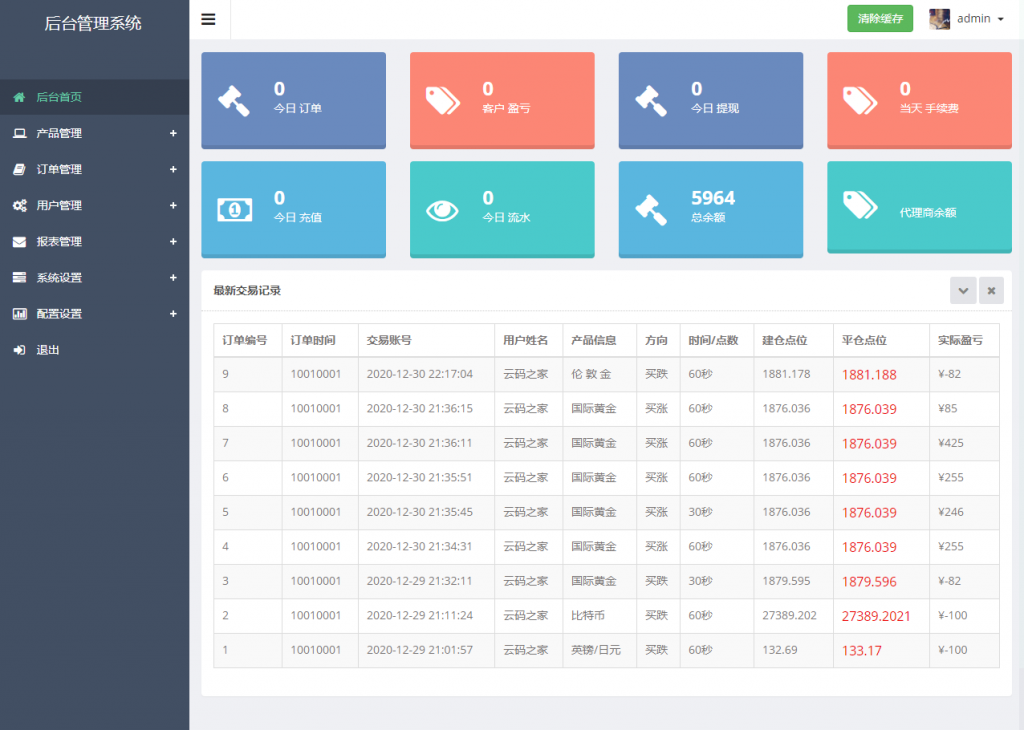 后台管理系统
清除缓存 admin
后台首页
产品管理 +
订单管理 +
用户管理 +
报表管理 +
系统设置 +
配置设置 +
退出
0
今日 订单
0
客户 盈亏
0
今日 提现
0
当天 手续费
1
0
今日 充值
0
今日 流水
5964
总余额
代理商余额
最新交易记录
订单编号 订单时间 交易账号 用户姓名 产品信息 方向 时间/点数 建仓点位 平仓点位 实际盈亏
9 10010001 2020-12-30 22:17:04 云码之家 伦 敦 金 买跌 60秒 1881.178 1881.188 ¥-82
8 10010001 2020-12-30 21:36:15 云码之家 国际黄金 买涨 60秒 1876.036 1876.039 ¥85
7 10010001 2020-12-30 21:36:11 云码之家 国际黄金 买涨 60秒 1876.036 1876.039 ¥425
6 10010001 2020-12-30 21:35:51 云码之家 国际黄金 买涨 60秒 1876.036 1876.039 ¥255
5 10010001 2020-12-30 21:35:45 云码之家 国际黄金 买涨 30秒 1876.036 1876.039 ¥246
4 10010001 2020-12-30 21:34:31 云码之家 国际黄金 买涨 60秒 1876.036 1876.039 ¥255
3 10010001 2020-12-29 21:32:11 云码之家 国际黄金 买跌 30秒 1879.595 1879.596 ¥-82
2 10010001 2020-12-29 21:11:24 云码之家 比特币 买跌 60秒 27389.202 27389.2021 ¥-100
1 10010001 2020-12-29 21:01:57 云码之家 英镑/日元 买跌 60秒 132.69 133.17 ¥-100